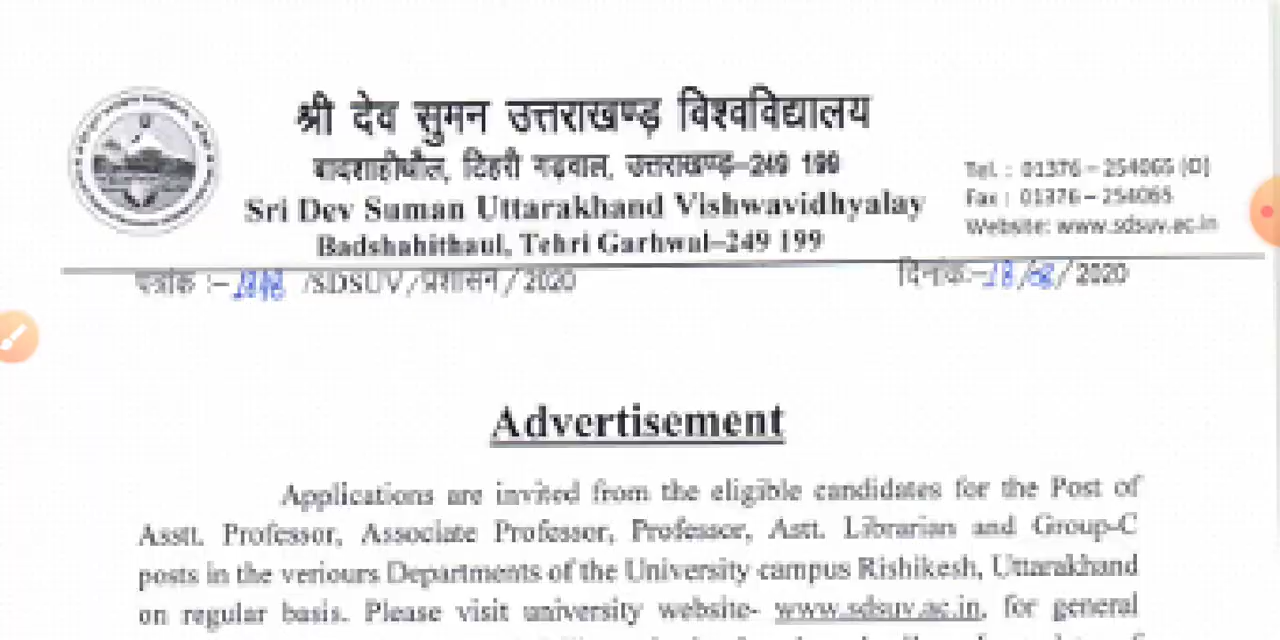 श्री देव सुमन उत्तराखण्ड़ विश्वविद्यालय
बादशाहीथौल, टिहरी गढ़वाल, उत्तराखण्ड़–249 199
Sri Dev Suman Uttarakhand Vishwavidhyalay
Badshahithaul, Tehri Garhwal–249 199
Tel. : 01376 – 254065 (O)
Fax : 01376 – 254065
Website: www.sdsuv.ac.in
पत्रांक :– /SDSUV/प्रशासन/2020
दिनांक:– /2020
Advertisement
Applications are invited from the eligible candidates for the Post of
Asstt. Professor, Associate Professor, Professor, Astt. Librarian and Group-C
posts in the veriours Departments of the University campus Rishikesh, Uttarakhand
on regular basis. Please visit university website- www.sdsuv.ac.in, for general